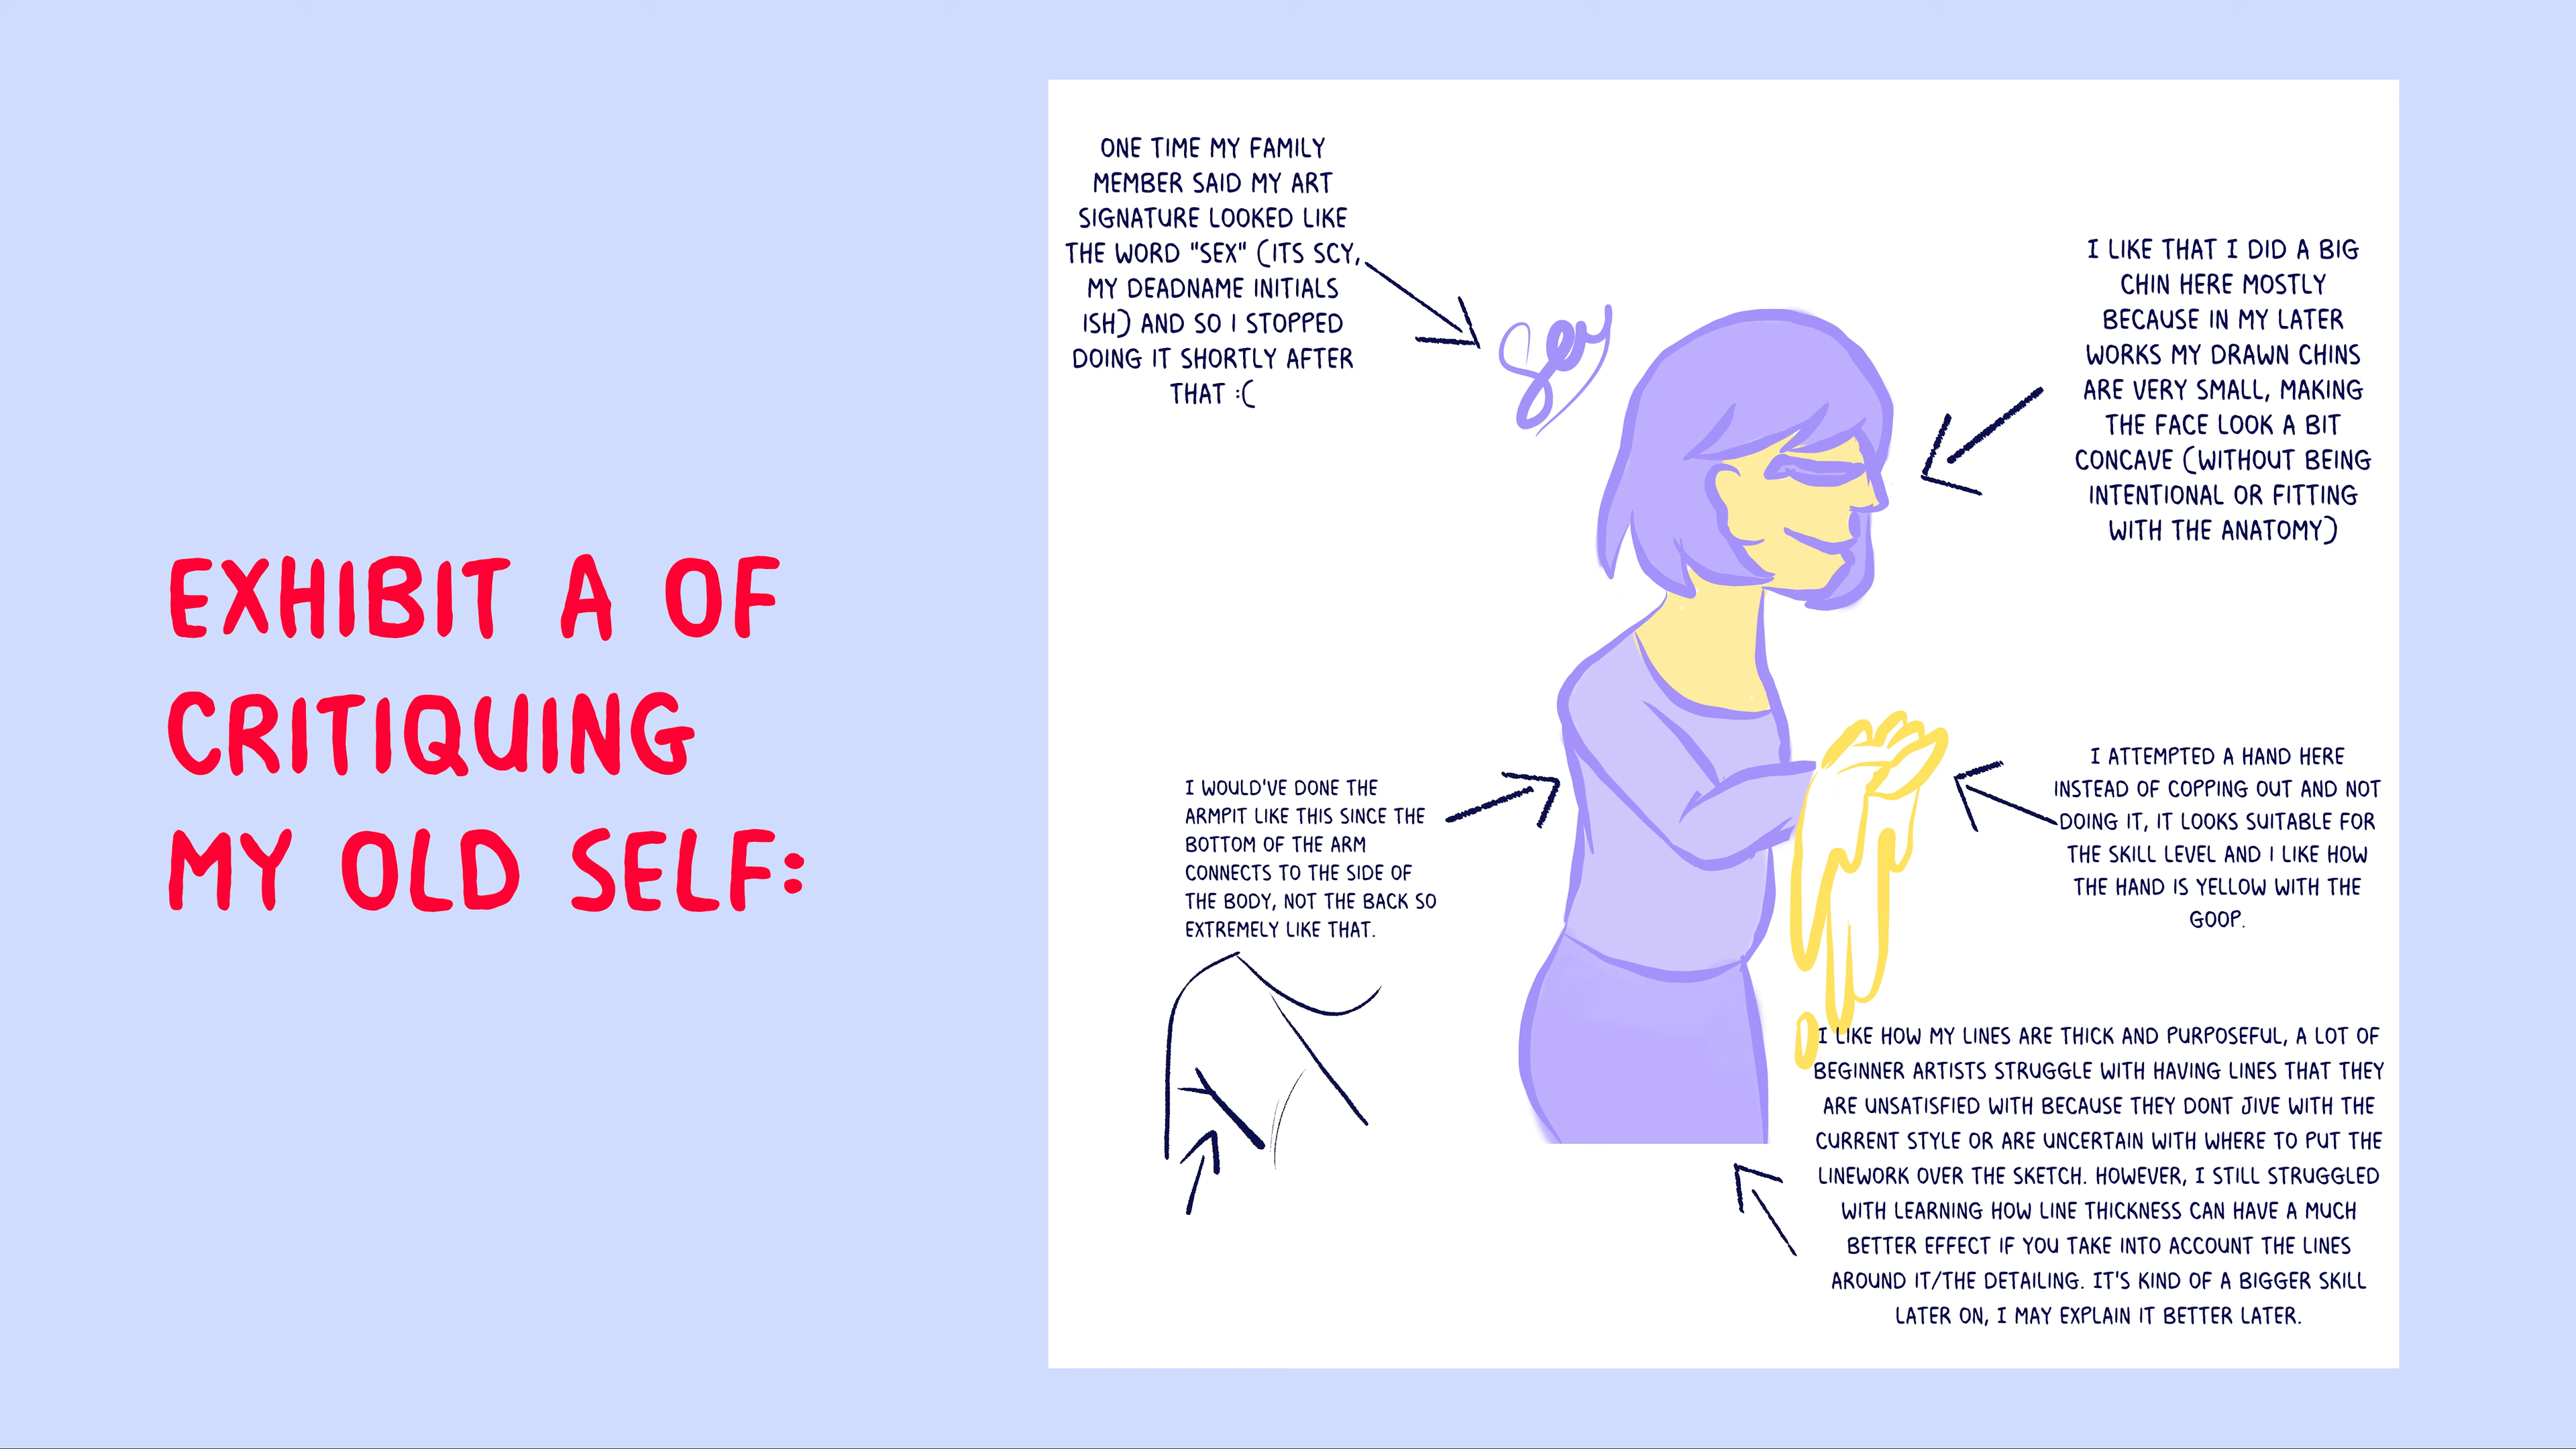 EXHIBIT A OF
CRITIQUING
MY OLD SELF:
ONE TIME MY FAMILY
MEMBER SAID MY ART
SIGNATURE LOOKED LIKE
THE WORD "SEX" (ITS SCY,
MY DEADNAME INITIALS
ISH) AND SO I STOPPED
DOING IT SHORTLY AFTER
THAT :(
I LIKE THAT I DID A BIG
CHIN HERE MOSTLY
BECAUSE IN MY LATER
WORKS MY DRAWN CHINS
ARE VERY SMALL, MAKING
THE FACE LOOK A BIT
CONCAVE (WITHOUT BEING
INTENTIONAL OR FITTING
WITH THE ANATOMY)
I WOULD'VE DONE THE
ARMPIT LIKE THIS SINCE THE
BOTTOM OF THE ARM
CONNECTS TO THE SIDE OF
THE BODY, NOT THE BACK SO
EXTREMELY LIKE THAT.
I ATTEMPTED A HAND HERE
INSTEAD OF COPPING OUT AND NOT
DOING IT, IT LOOKS SUITABLE FOR
THE SKILL LEVEL AND I LIKE HOW
THE HAND IS YELLOW WITH THE
GOOP.
I LIKE HOW MY LINES ARE THICK AND PURPOSEFUL, A LOT OF
BEGINNER ARTISTS STRUGGLE WITH HAVING LINES THAT THEY
ARE UNSATISFIED WITH BECAUSE THEY DONT JIVE WITH THE
CURRENT STYLE OR ARE UNCERTAIN WITH WHERE TO PUT THE
LINEWORK OVER THE SKETCH. HOWEVER, I STILL STRUGGLED
WITH LEARNING HOW LINE THICKNESS CAN HAVE A MUCH
BETTER EFFECT IF YOU TAKE INTO ACCOUNT THE LINES
AROUND IT/THE DETAILING. IT'S KIND OF A BIGGER SKILL
LATER ON, I MAY EXPLAIN IT BETTER LATER.